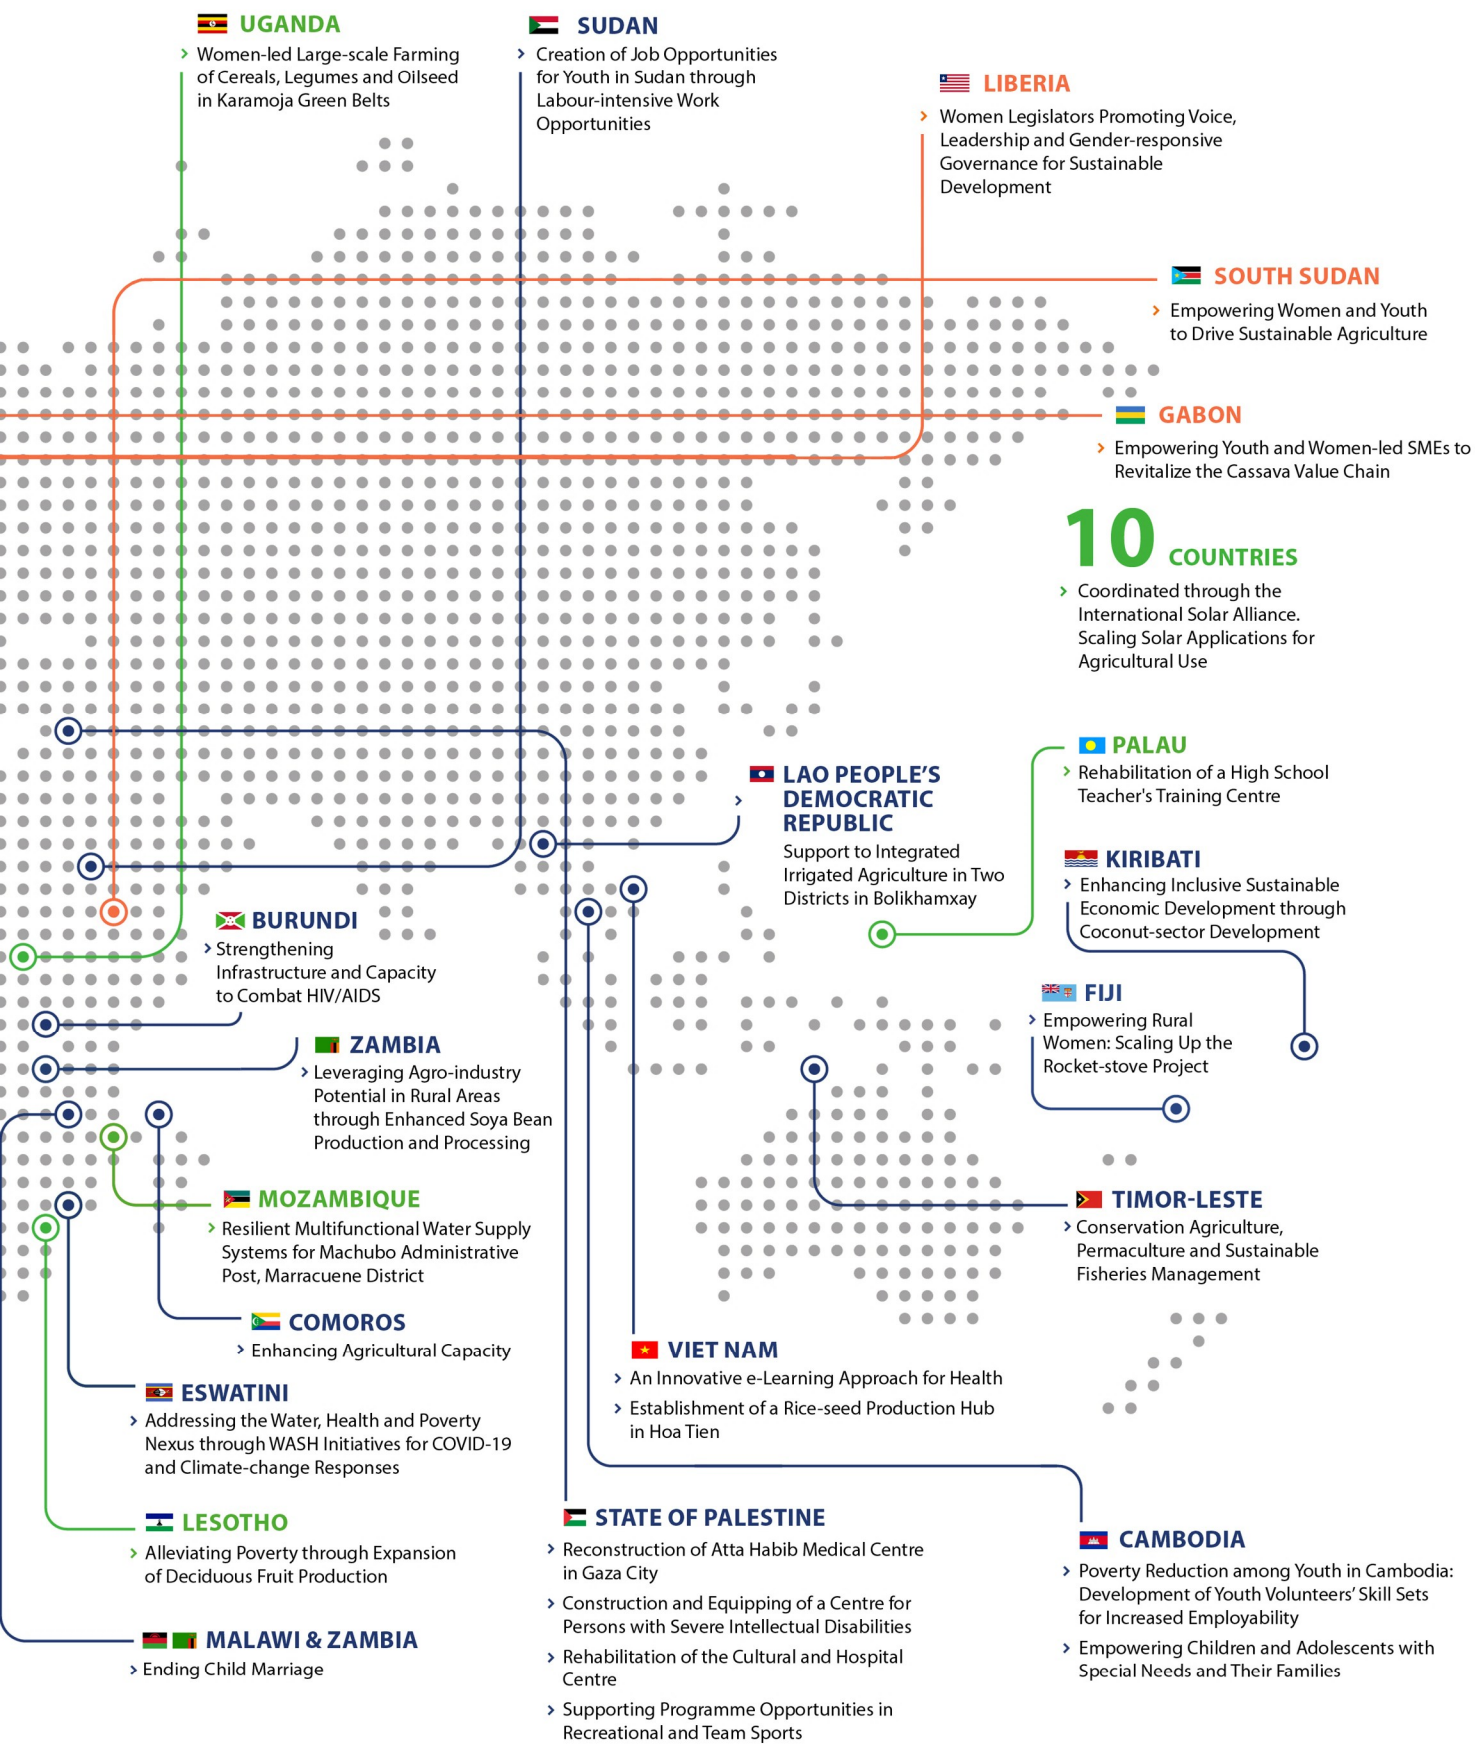 UGANDA
Women-led Large-scale Farming
of Cereals, Legumes and Oilseed
in Karamoja Green Belts
SUDAN
Creation of Job Opportunities
for Youth in Sudan through
Labour-intensive Work
Opportunities
LIBERIA
Women Legislators Promoting Voice,
Leadership and Gender-responsive
Governance for Sustainable
Development
SOUTH SUDAN
Empowering Women and Youth
to Drive Sustainable Agriculture
GABON
Empowering Youth and Women-led SMEs to
Revitalize the Cassava Value Chain
10 COUNTRIES
Coordinated through the
International Solar Alliance.
Scaling Solar Applications for
Agricultural Use
PALAU
Rehabilitation of a High School
Teacher's Training Centre
LAO PEOPLE'S
DEMOCRATIC
REPUBLIC
Support to Integrated
Irrigated Agriculture in Two
Districts in Bolikhamxay
KIRIBATI
Enhancing Inclusive Sustainable
Economic Development through
Coconut-sector Development
BURUNDI
Strengthening
Infrastructure and Capacity
to Combat HIV/AIDS
FIJI
Empowering Rural
Women: Scaling Up the
Rocket-stove Project
ZAMBIA
Leveraging Agro-industry
Potential in Rural Areas
through Enhanced Soya Bean
Production and Processing
MOZAMBIQUE
Resilient Multifunctional Water Supply
Systems for Machubo Administrative
Post, Marracuene District
TIMOR-LESTE
Conservation Agriculture,
Permaculture and Sustainable
Fisheries Management
COMOROS
Enhancing Agricultural Capacity
VIET NAM
An Innovative e-Learning Approach for Health
Establishment of a Rice-seed Production Hub
in Hoa Tien
ESWATINI
Addressing the Water, Health and Poverty
Nexus through WASH Initiatives for COVID-19
and Climate-change Responses
LESOTHO
Alleviating Poverty through Expansion
of Deciduous Fruit Production
STATE OF PALESTINE
Reconstruction of Atta Habib Medical Centre
in Gaza City
Construction and Equipping of a Centre for
Persons with Severe Intellectual Disabilities
Rehabilitation of the Cultural and Hospital
Centre
Supporting Programme Opportunities in
Recreational and Team Sports
CAMBODIA
Poverty Reduction among Youth in Cambodia:
Development of Youth Volunteers' Skill Sets
for Increased Employability
Empowering Children and Adolescents with
Special Needs and Their Families
MALAWI & ZAMBIA
Ending Child Marriage